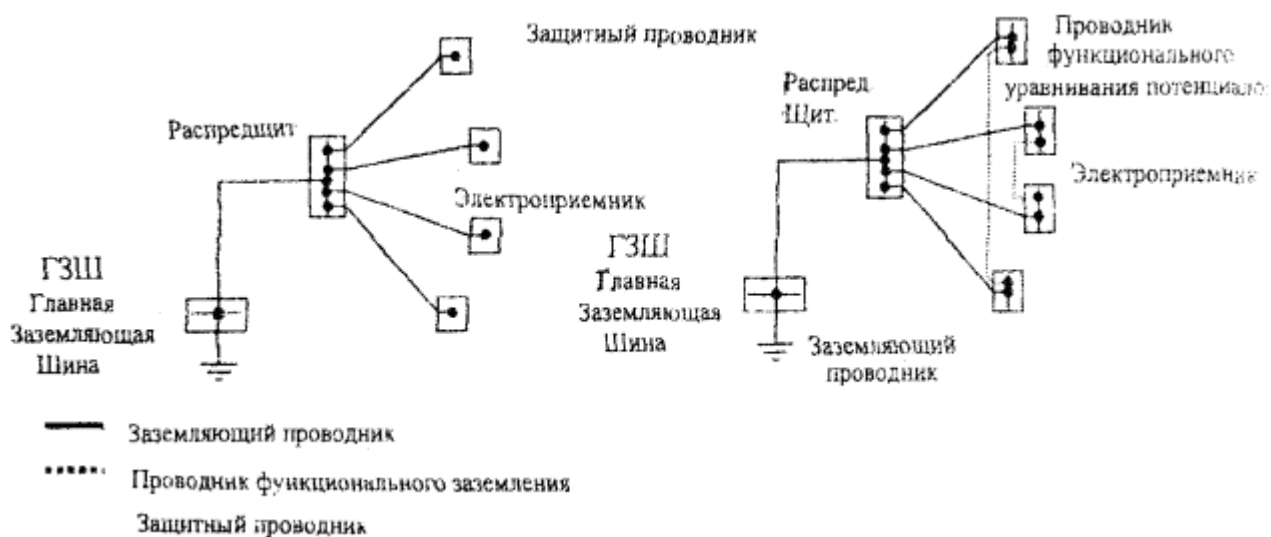 Защитный проводник
Распредщит
Электроприемник
ГЗШ
Главная
Заземляющая
Шина
Проводник
функционального
уравнивания потенциало
Распред.
Щит.
Электроприемник
ГЗШ
Главная
Заземляющая
Шина
Заземляющий
проводник
Заземляющий проводник
Проводник функционального заземления
Защитный проводник